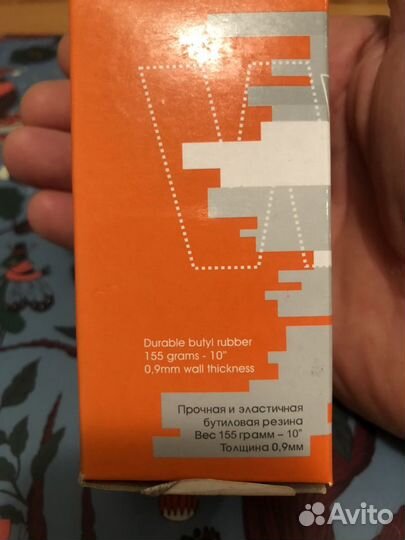 Durable butyl rubber
155 grams - 10"
0,9mm wall thickness
Прочная и эластичная
бутиловая резина
Вес 155 грамм – 10"
Толщина 0,9мм
Avito